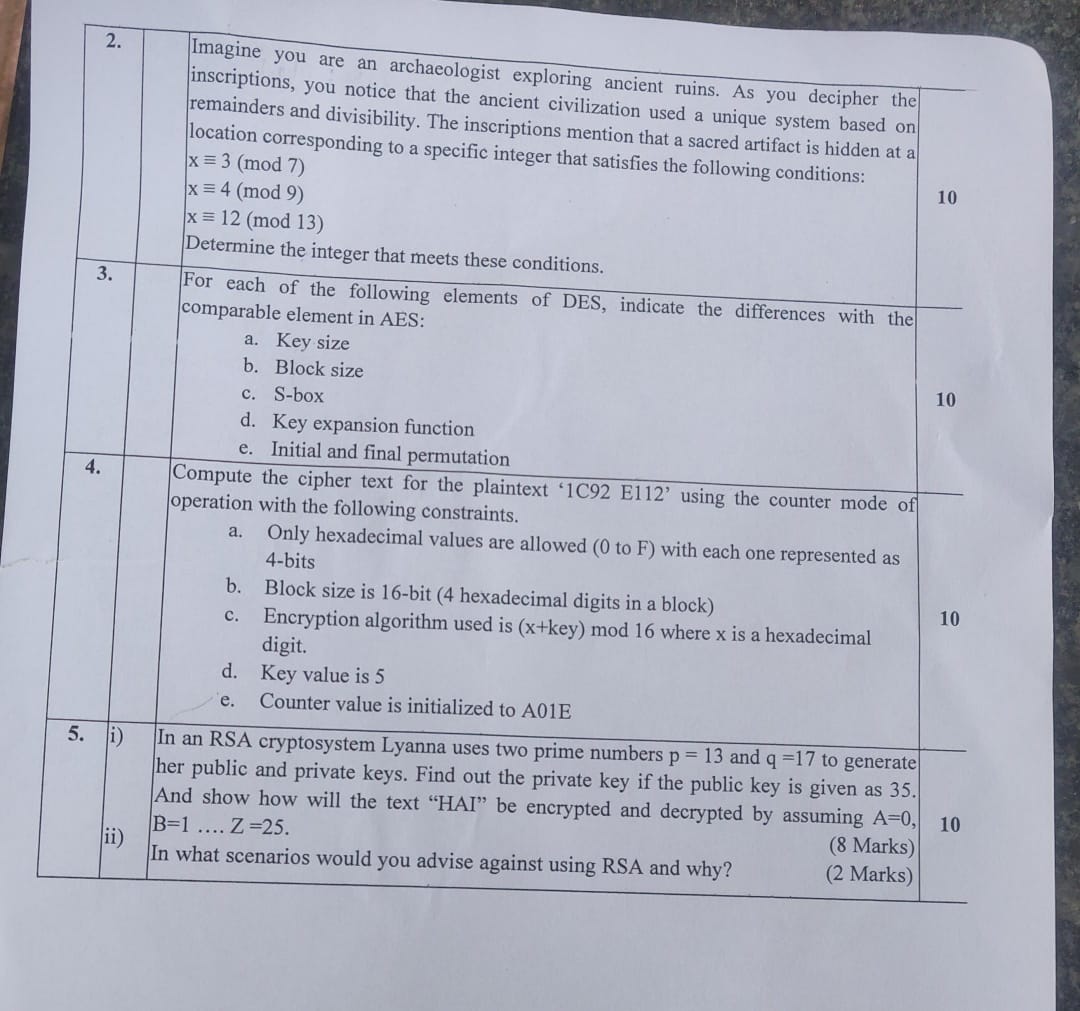 2.
Imagine you are an archaeologist exploring ancient ruins. As you decipher the
inscriptions, you notice that the ancient civilization used a unique system based on
remainders and divisibility. The inscriptions mention that a sacred artifact is hidden at a
location corresponding to a specific integer that satisfies the following conditions:
x ≡ 3 (mod 7)
x ≡ 4 (mod 9)
x ≡ 12 (mod 13)
Determine the integer that meets these conditions.
10
3.
For each of the following elements of DES, indicate the differences with the
comparable element in AES:
a. Key size
b. Block size
c. S-box
d. Key expansion function
e. Initial and final permutation
10
4.
Compute the cipher text for the plaintext ‘1C92 E112’ using the counter mode of
operation with the following constraints.
a. Only hexadecimal values are allowed (0 to F) with each one represented as
4-bits
b. Block size is 16-bit (4 hexadecimal digits in a block)
c. Encryption algorithm used is (x+key) mod 16 where x is a hexadecimal
digit.
d. Key value is 5
e. Counter value is initialized to A01E
10
5. i)
In an RSA cryptosystem Lyanna uses two prime numbers p = 13 and q =17 to generate
her public and private keys. Find out the private key if the public key is given as 35.
And show how will the text “HAI” be encrypted and decrypted by assuming A=0,
B=1 .... Z =25.
(8 Marks)
10
ii)
In what scenarios would you advise against using RSA and why?
(2 Marks)